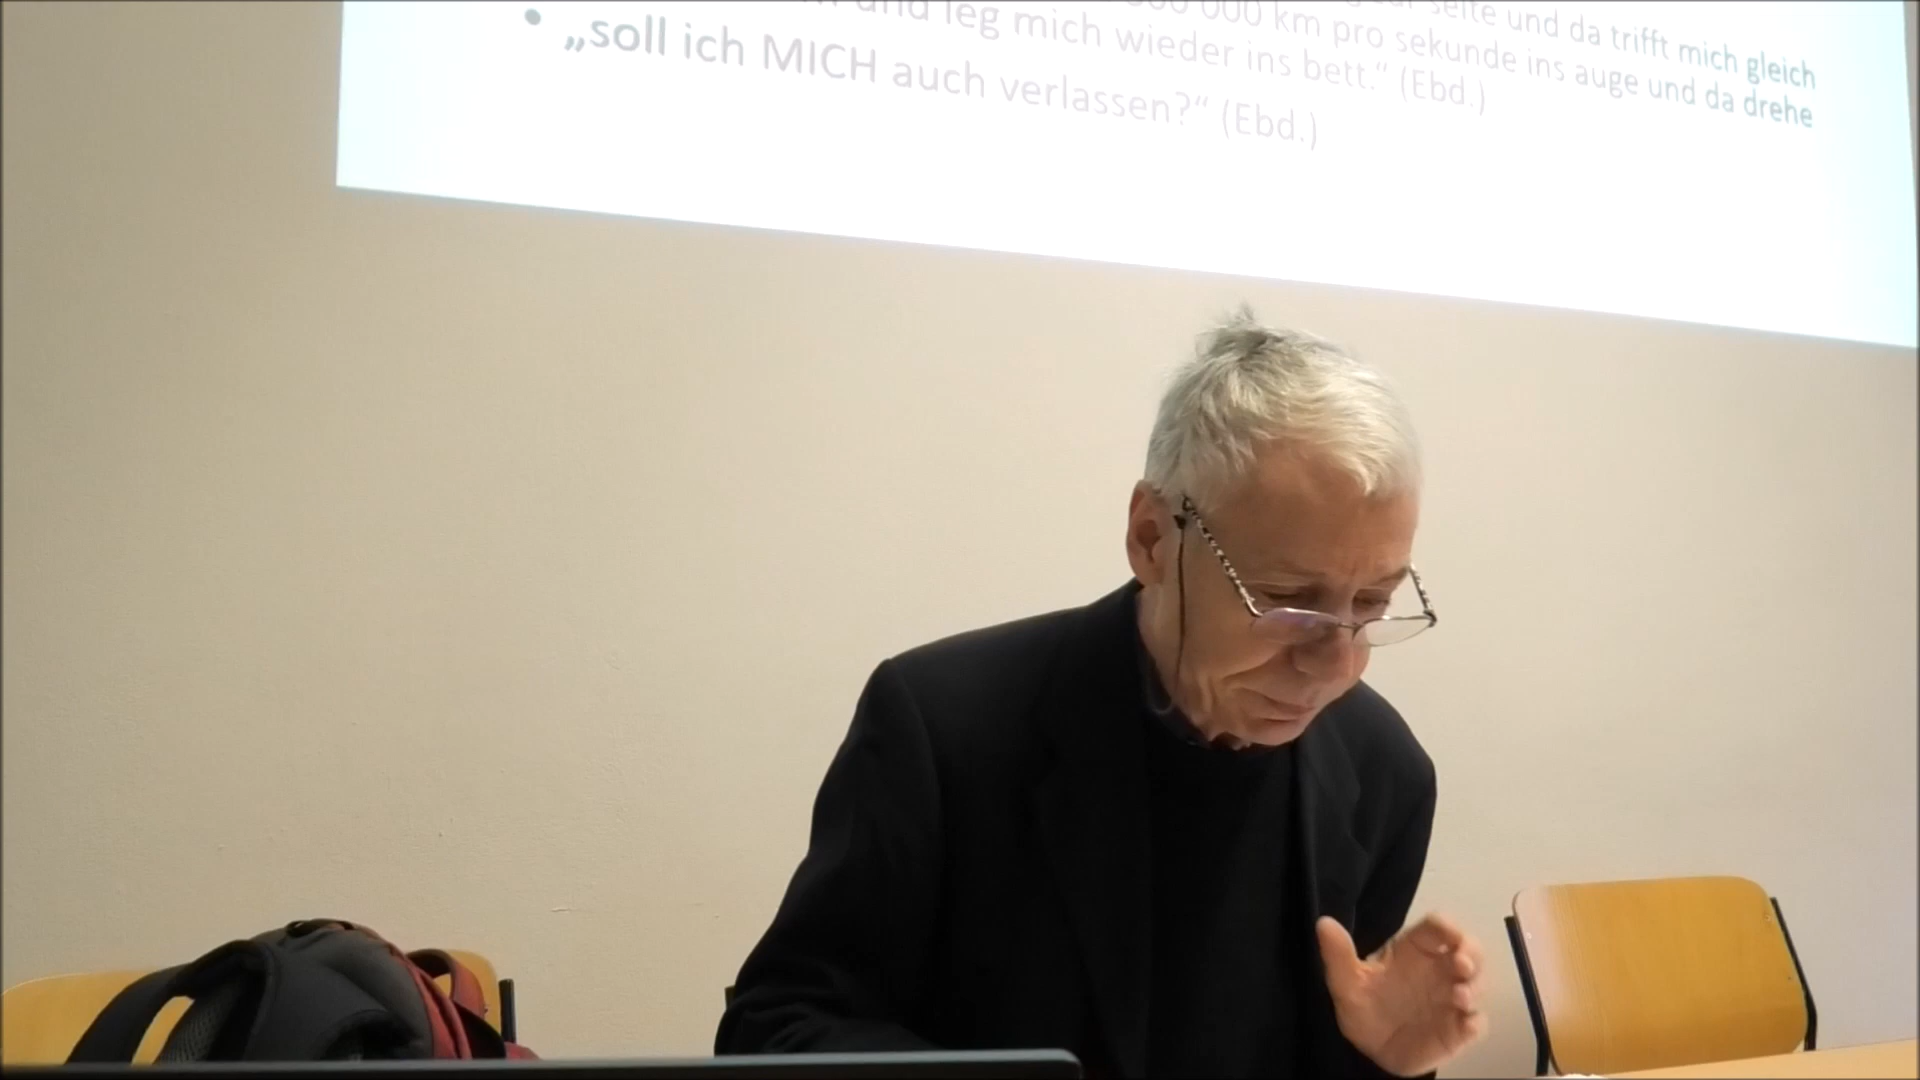 seite und da trifft mich gleich
000 km pro sekunde ins auge und da drehe
und leg mich wieder ins bett.“ (Ebd.)
• „soll ich MICH auch verlassen?“ (Ebd.)